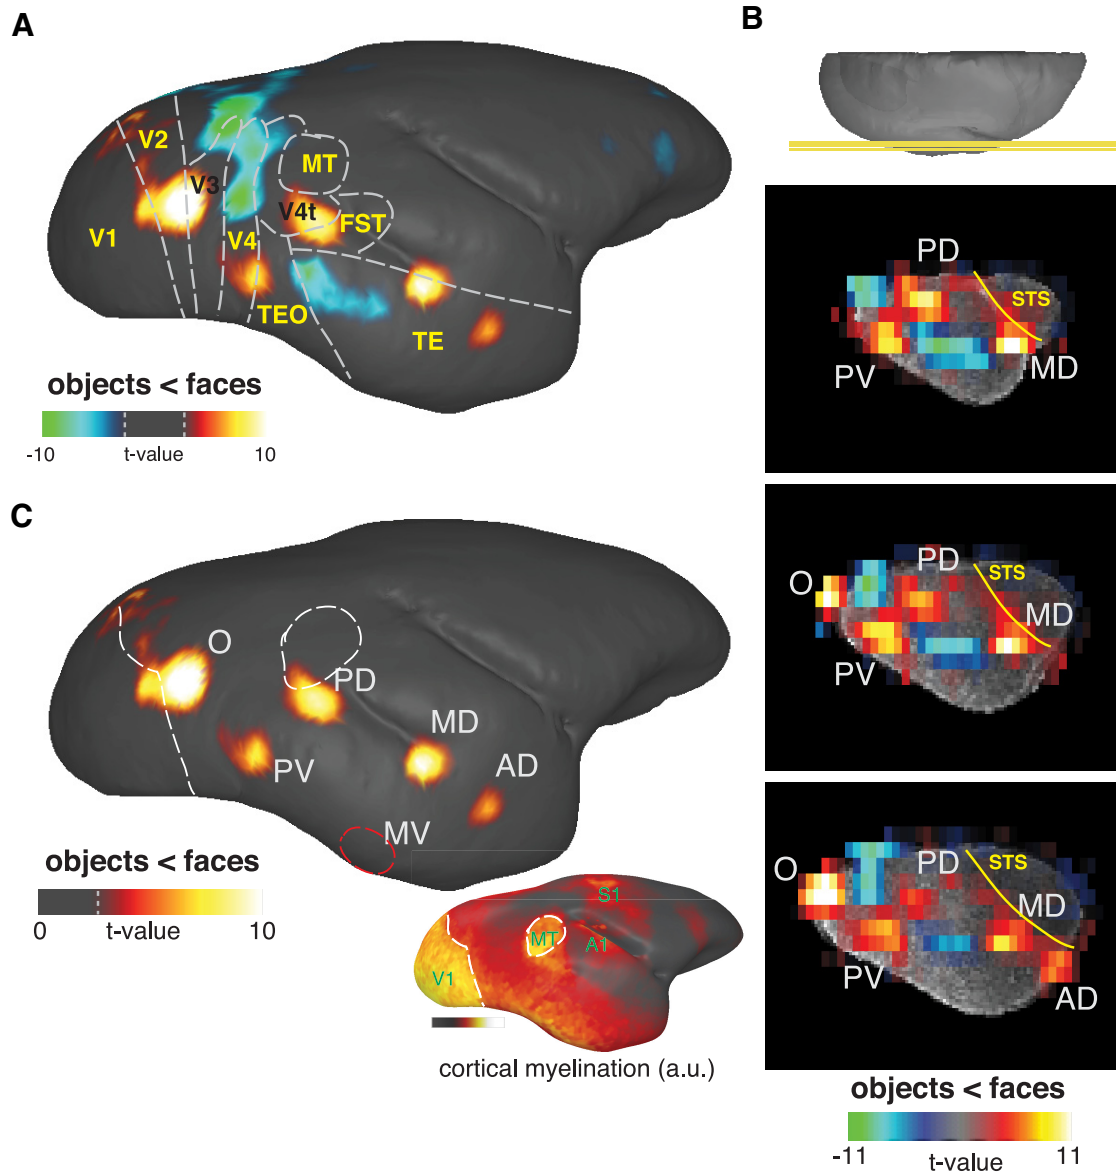 A
V2
V3
MT
V1
V4
V4t
FST
TEO
TE
objects < faces
-10 t-value 10
B
PD
STS
PV
MD
O
PD
STS
MD
PV
O
PD
STS
MD
PV
AD
objects < faces
-11 t-value 11
C
O
PD
MD
AD
PV
MV
objects < faces
0 t-value 10
S1
MT
A1
V1
cortical myelination (a.u.)